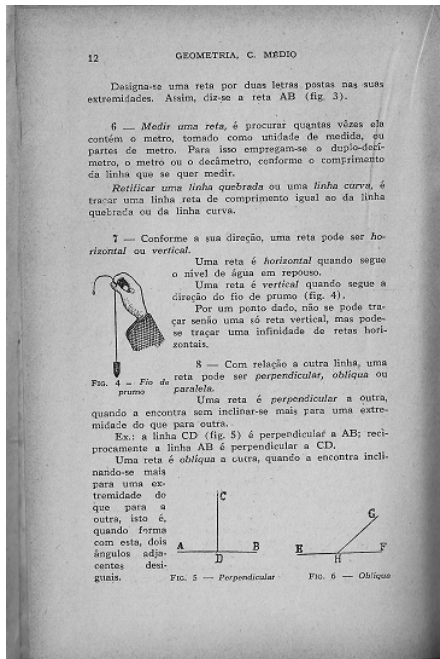 12
GEOMETRIA, C. MÉDIO
Designa-se uma reta por duas letras postas nas suas
extremidades. Assim, diz-se a reta AB (fig. 3).
6 — Medir uma reta, é procurar quantas vêzes ela
contém o metro, tomado como unidade de medida, ou
partes de metro. Para isso empregam-se o duplo-decí-
metro, o metro ou o decâmetro, conforme o comprimento
da linha que se quer medir.
Retificar uma linha quebrada ou uma linha curva, é
traçar uma linha reta de comprimento igual ao da linha
quebrada ou da linha curva.
7 — Conforme a sua direção, uma reta pode ser ho-
rizontal ou vertical.
Uma reta é horizontal quando segue
o nível de água em repouso.
Uma reta é vertical quando segue a
direção do fio de prumo (fig. 4).
Por um ponto dado, não se pode tra-
çar senão uma só reta vertical, mas pode-
se traçar uma infinidade de retas hori-
zontais.
FIG. 4 — Fio de
prumo
8 — Com relação a outra linha, uma
reta pode ser perpendicular, oblíqua ou
paralela.
Uma reta é perpendicular a outra,
quando a encontra sem inclinar-se mais para uma extre-
midade do que para outra.
Ex.: a linha CD (fig. 5) é perpendicular a AB; reci-
procamente a linha AB é perpendicular a CD.
Uma reta é oblíqua a outra, quando a encontra incli-
nando-se mais
para uma ex-
tremidade do
que para a
outra, isto é,
quando forma
com esta, dois
ângulos adja-
centes desi-
guais.
C
A
B
D
FIG. 5 — Perpendicular
G
E
F
H
FIG. 6 — Oblíqua